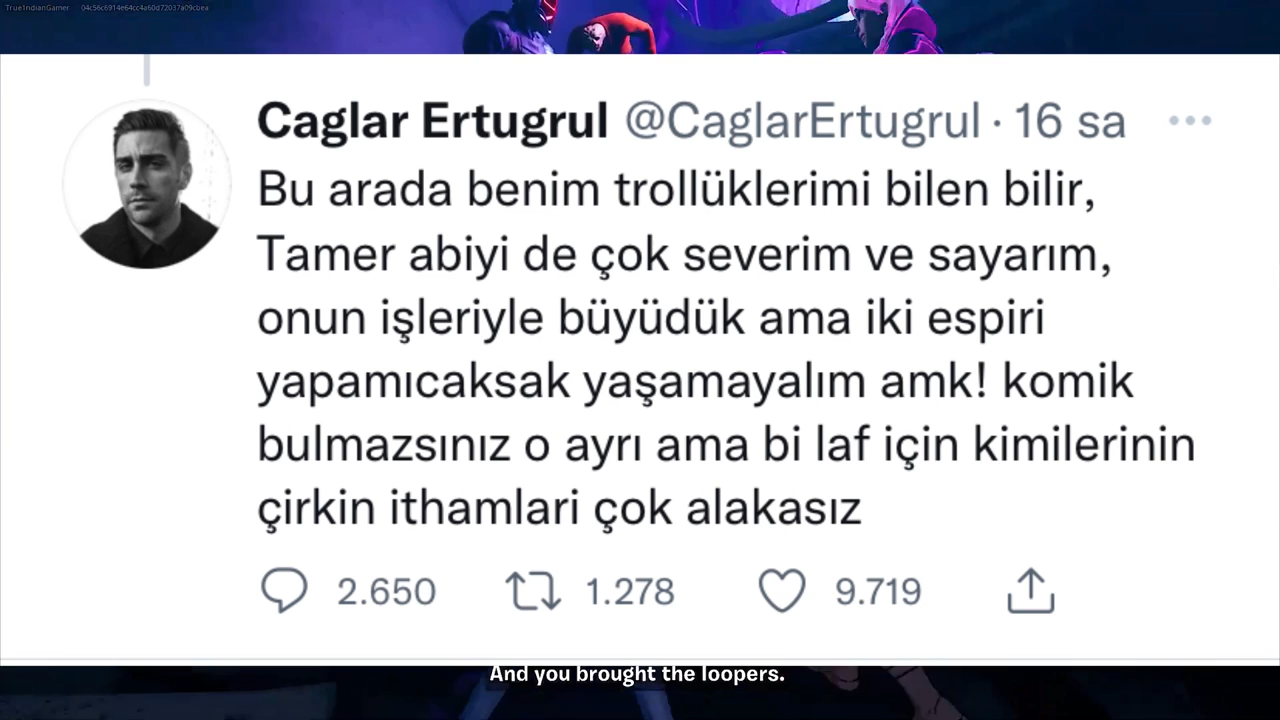 TrueIndianGamer 04c56c6914e64cc4a60d72037a09cbea
Caglar Ertugrul @CaglarErtugrul · 16 sa
Bu arada benim trollüklerimi bilen bilir,
Tamer abiyi de çok severim ve sayarım,
onun işleriyle büyüdük ama iki espiri
yapamıcaksak yaşamayalım amk! komik
bulmazsınız o ayrı ama bi laf için kimilerinin
çirkin ithamlari çok alakasız
2.650 1.278 9.719
And you brought the loopers.